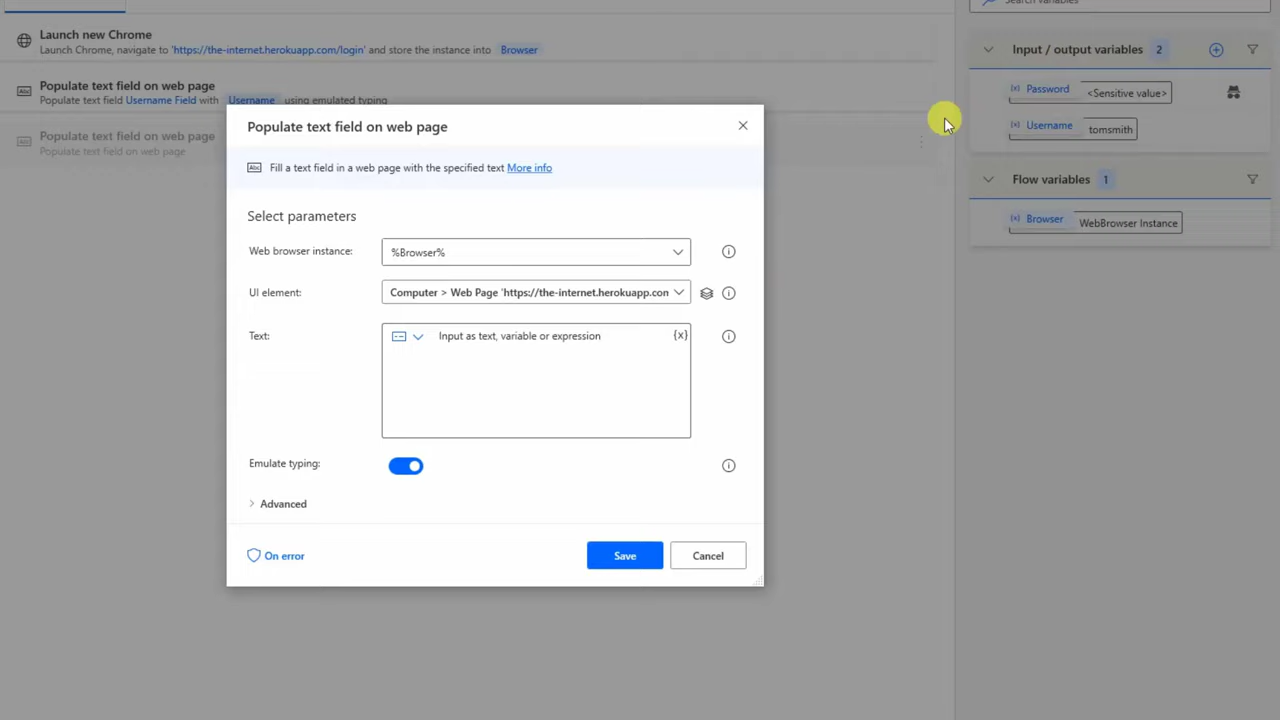 Search variables
Launch new Chrome
Launch Chrome, navigate to 'https://the-internet.herokuapp.com/login' and store the instance into Browser
Populate text field on web page
Populate text field Username Field with Username using emulated typing
Populate text field on web page
Populate text field on web page
Populate text field on web page
Abc Fill a text field in a web page with the specified text More info
Select parameters
Web browser instance: %Browser%
UI element: Computer > Web Page 'https://the-internet.herokuapp.con
Text: Input as text, variable or expression {x}
Emulate typing:
Advanced
On error
Save Cancel
Input / output variables 2
(x) Password <Sensitive value>
(x) Username tomsmith
Flow variables 1
(x) Browser WebBrowser Instance